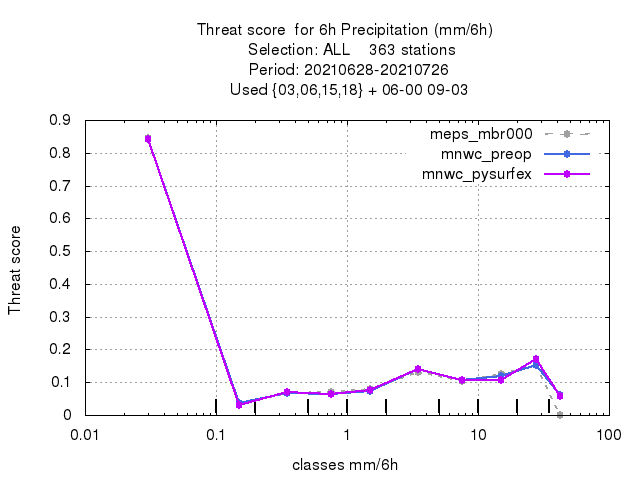 Threat score  for 6h Precipitation (mm/6h)
Selection: ALL    363 stations
Period: 20210628-20210726
Used {03,06,15,18} + 06-00 09-03
meps_mbr000
mnwc_preop
mnwc_pysurfex
Threat score
0.9
0.8
0.7
0.6
0.5
0.4
0.3
0.2
0.1
0
0.01 0.1 1 10 100
classes mm/6h